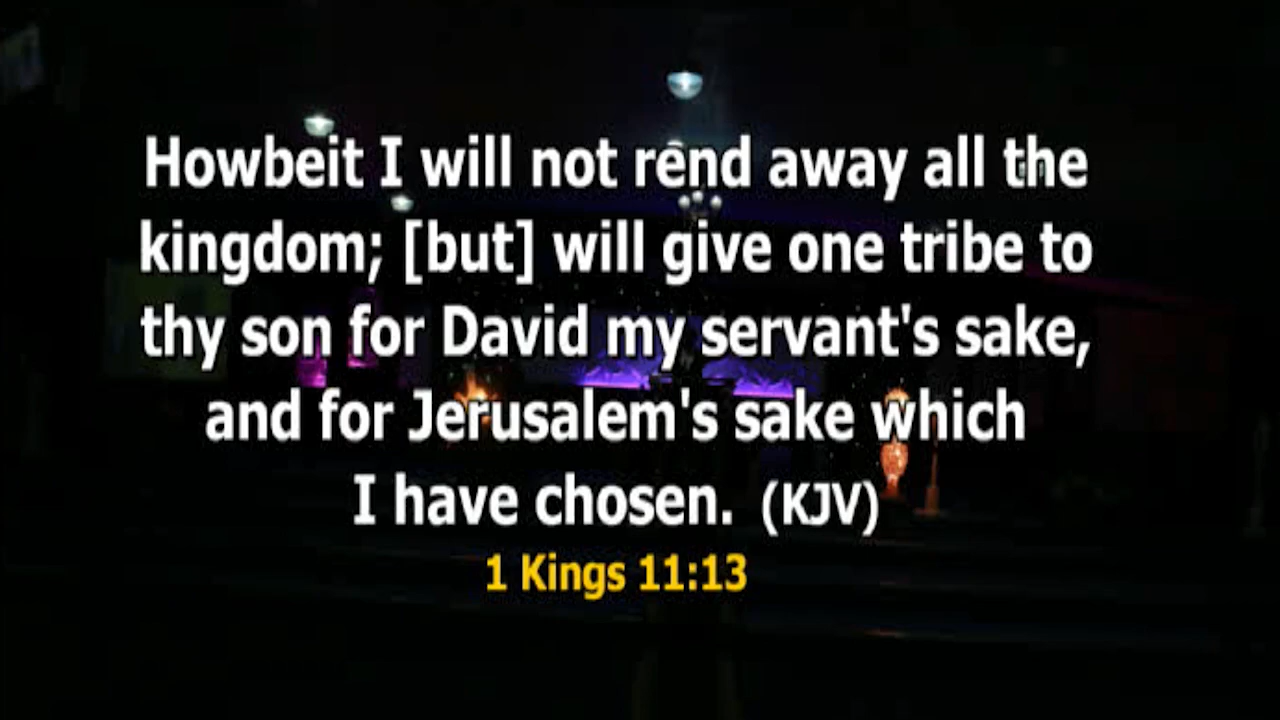 Howbeit I will not rend away all the
kingdom; [but] will give one tribe to
thy son for David my servant's sake,
and for Jerusalem's sake which
I have chosen. (KJV)
1 Kings 11:13